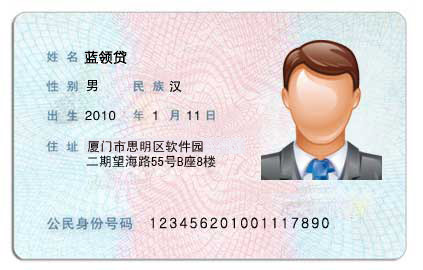 姓名 蓝领贷
性别 男 民族 汉
出生 2010 年 1 月 11 日
住址 厦门市思明区软件园
二期望海路55号B座8楼
公民身份号码 123456201001117890